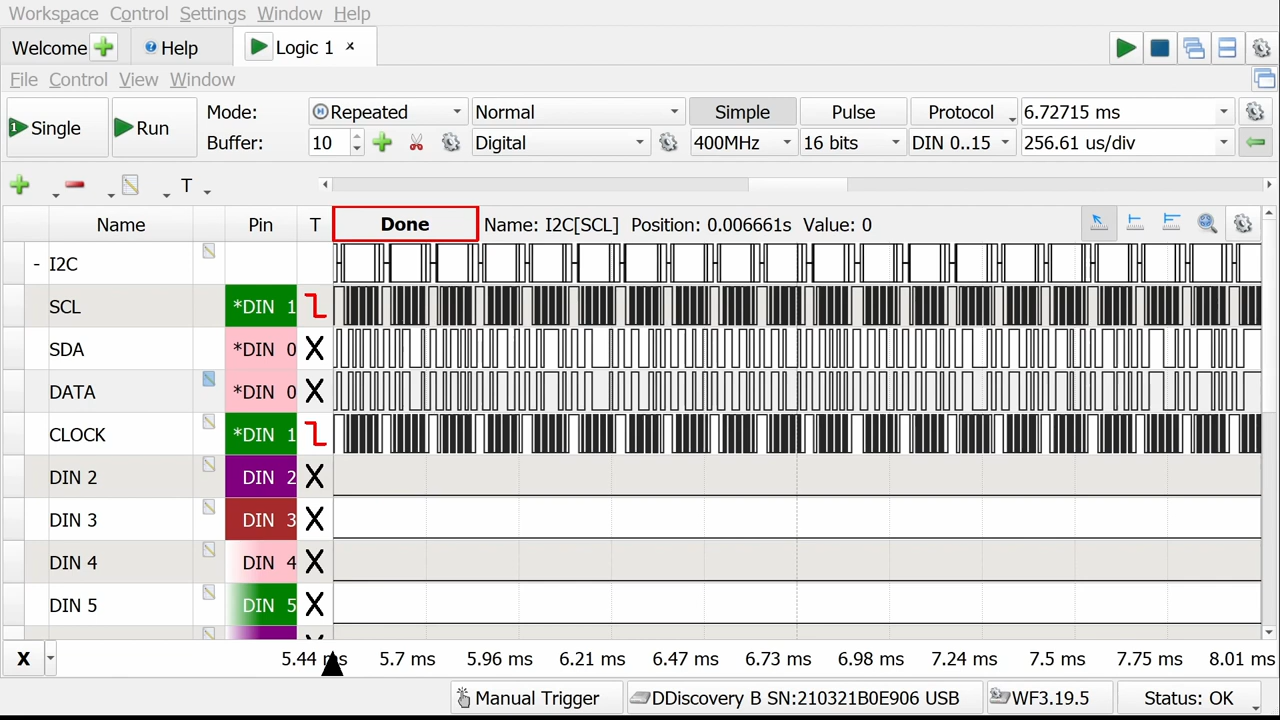 Workspace Control Settings Window Help
Welcome Help Logic 1
File Control View Window
Single Run Mode: Repeated Normal Simple Pulse Protocol 6.72715 ms
Buffer: 10 Digital 400MHz 16 bits DIN 0..15 256.61 us/div
T
Name Pin T Done Name: I2C[SCL] Position: 0.006661s Value: 0
- I2C
SCL *DIN 1
SDA X *DIN 0
DATA *DIN 0 X
CLOCK *DIN 1
DIN 2 DIN 2 X
DIN 3 DIN 3 X
DIN 4 DIN 4 X
DIN 5 DIN 5 X
X 5.44 ms 5.7 ms 5.96 ms 6.21 ms 6.47 ms 6.73 ms 6.98 ms 7.24 ms 7.5 ms 7.75 ms 8.01 ms
Manual Trigger DDiscovery B SN:210321B0E906 USB WF3.19.5 Status: OK